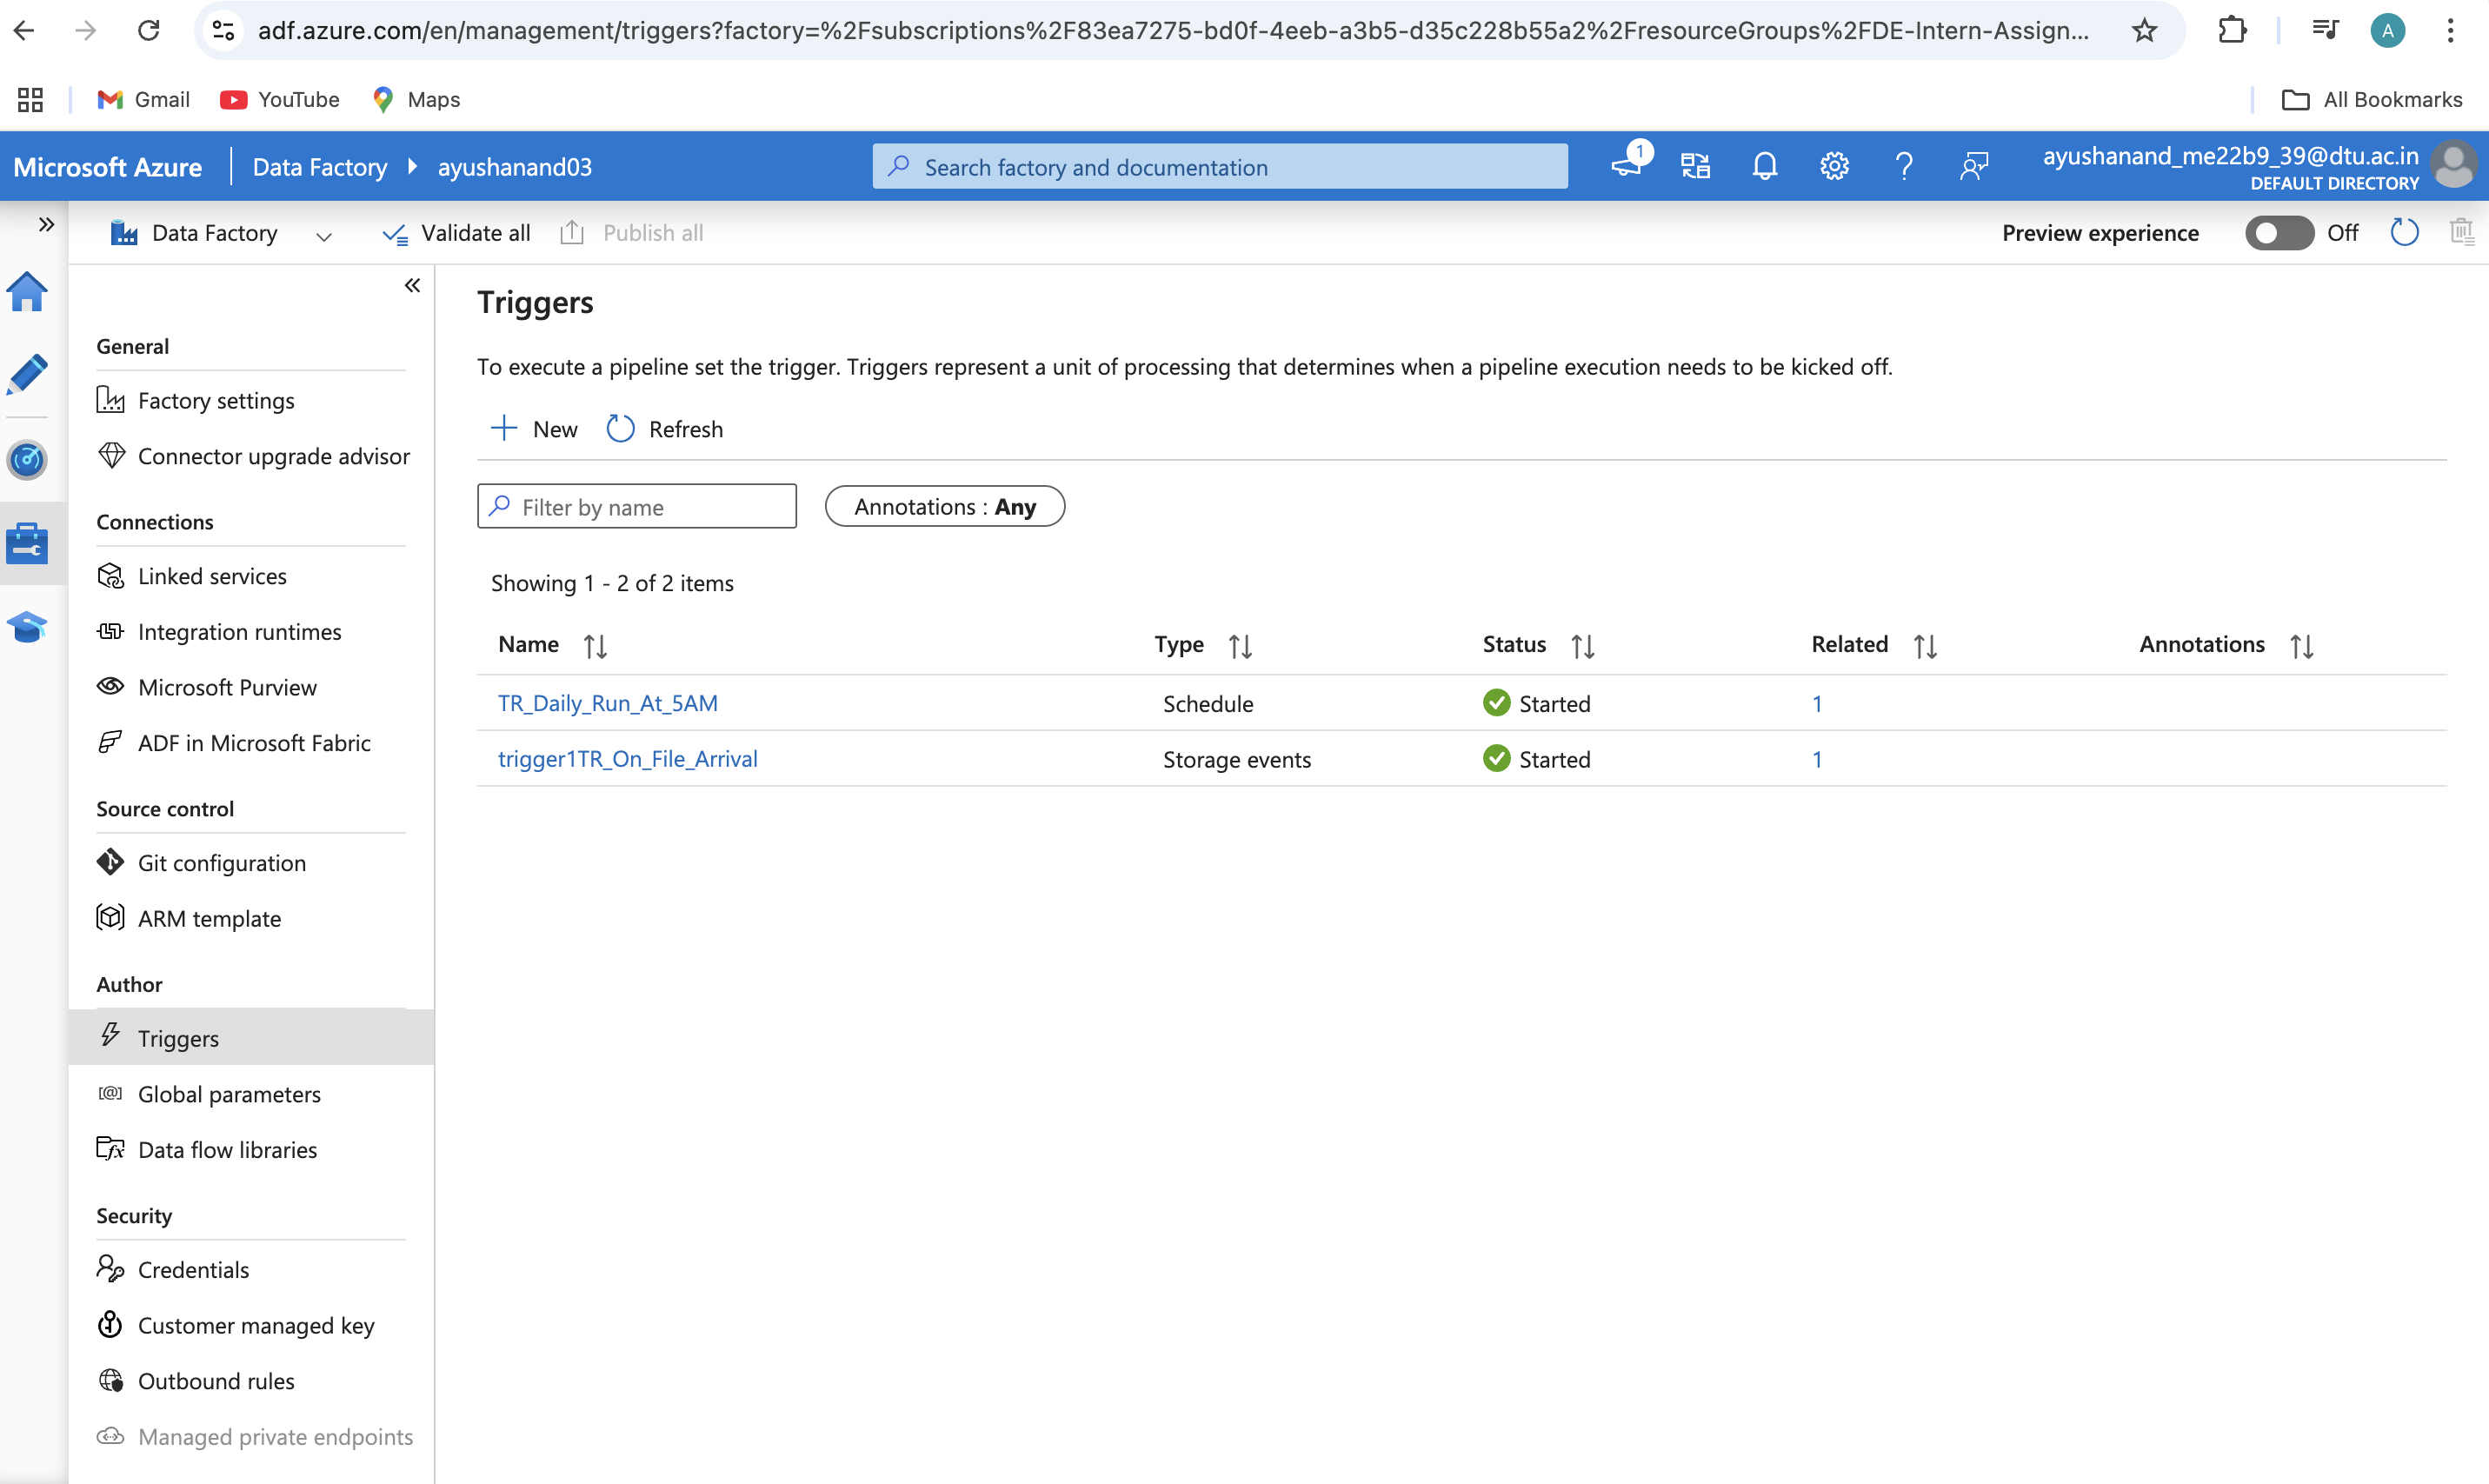 adf.azure.com/en/management/triggers?factory=%2Fsubscriptions%2F83ea7275-bd0f-4eeb-a3b5-d35c228b55a2%2FresourceGroups%2FDE-Intern-Assign...
A
Gmail
YouTube
Maps
All Bookmarks
Microsoft Azure
Data Factory
ayushanand03
Search factory and documentation
1
ayushanand_me22b9_39@dtu.ac.in
DEFAULT DIRECTORY
Data Factory
Validate all
Publish all
Preview experience
Off
General
Factory settings
Connector upgrade advisor
Connections
Linked services
Integration runtimes
Microsoft Purview
ADF in Microsoft Fabric
Source control
Git configuration
ARM template
Author
Triggers
Global parameters
Data flow libraries
Security
Credentials
Customer managed key
Outbound rules
Managed private endpoints
Triggers
To execute a pipeline set the trigger. Triggers represent a unit of processing that determines when a pipeline execution needs to be kicked off.
New
Refresh
Filter by name
Annotations : Any
Showing 1 - 2 of 2 items
Name Type Status Related Annotations
TR_Daily_Run_At_5AM Schedule Started 1
trigger1TR_On_File_Arrival Storage events Started 1